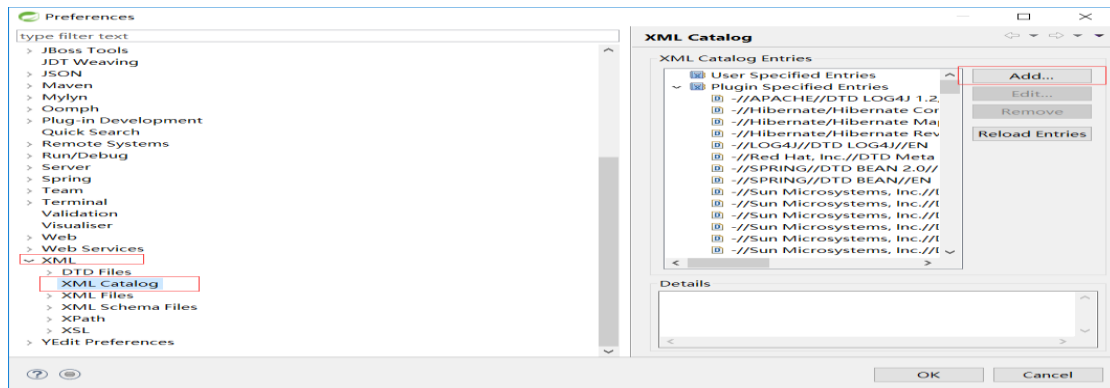 Preferences
type filter text
JBoss Tools
JDT Weaving
JSON
Maven
Mylyn
Oomph
Plug-in Development
Quick Search
Remote Systems
Run/Debug
Server
Spring
Team
Terminal
Validation
Visualiser
Web
Web Services
XML
DTD Files
XML Catalog
XML Files
XML Schema Files
XPath
XSL
YEdit Preferences
XML Catalog
XML Catalog Entries
User Specified Entries
Plugin Specified Entries
-//APACHE//DTD LOG4J 1.2
-//Hibernate/Hibernate Cor
-//Hibernate/Hibernate Ma
-//Hibernate/Hibernate Rev
-//LOG4J//DTD LOG4J//EN
-//Red Hat, Inc.//DTD Meta
-//SPRING//DTD BEAN 2.0//
-//SPRING//DTD BEAN//EN
-//Sun Microsystems, Inc.//
-//Sun Microsystems, Inc.//
-//Sun Microsystems, Inc.//
-//Sun Microsystems, Inc.//
-//Sun Microsystems, Inc.//
Add...
Edit...
Remove
Reload Entries
Details
OK
Cancel